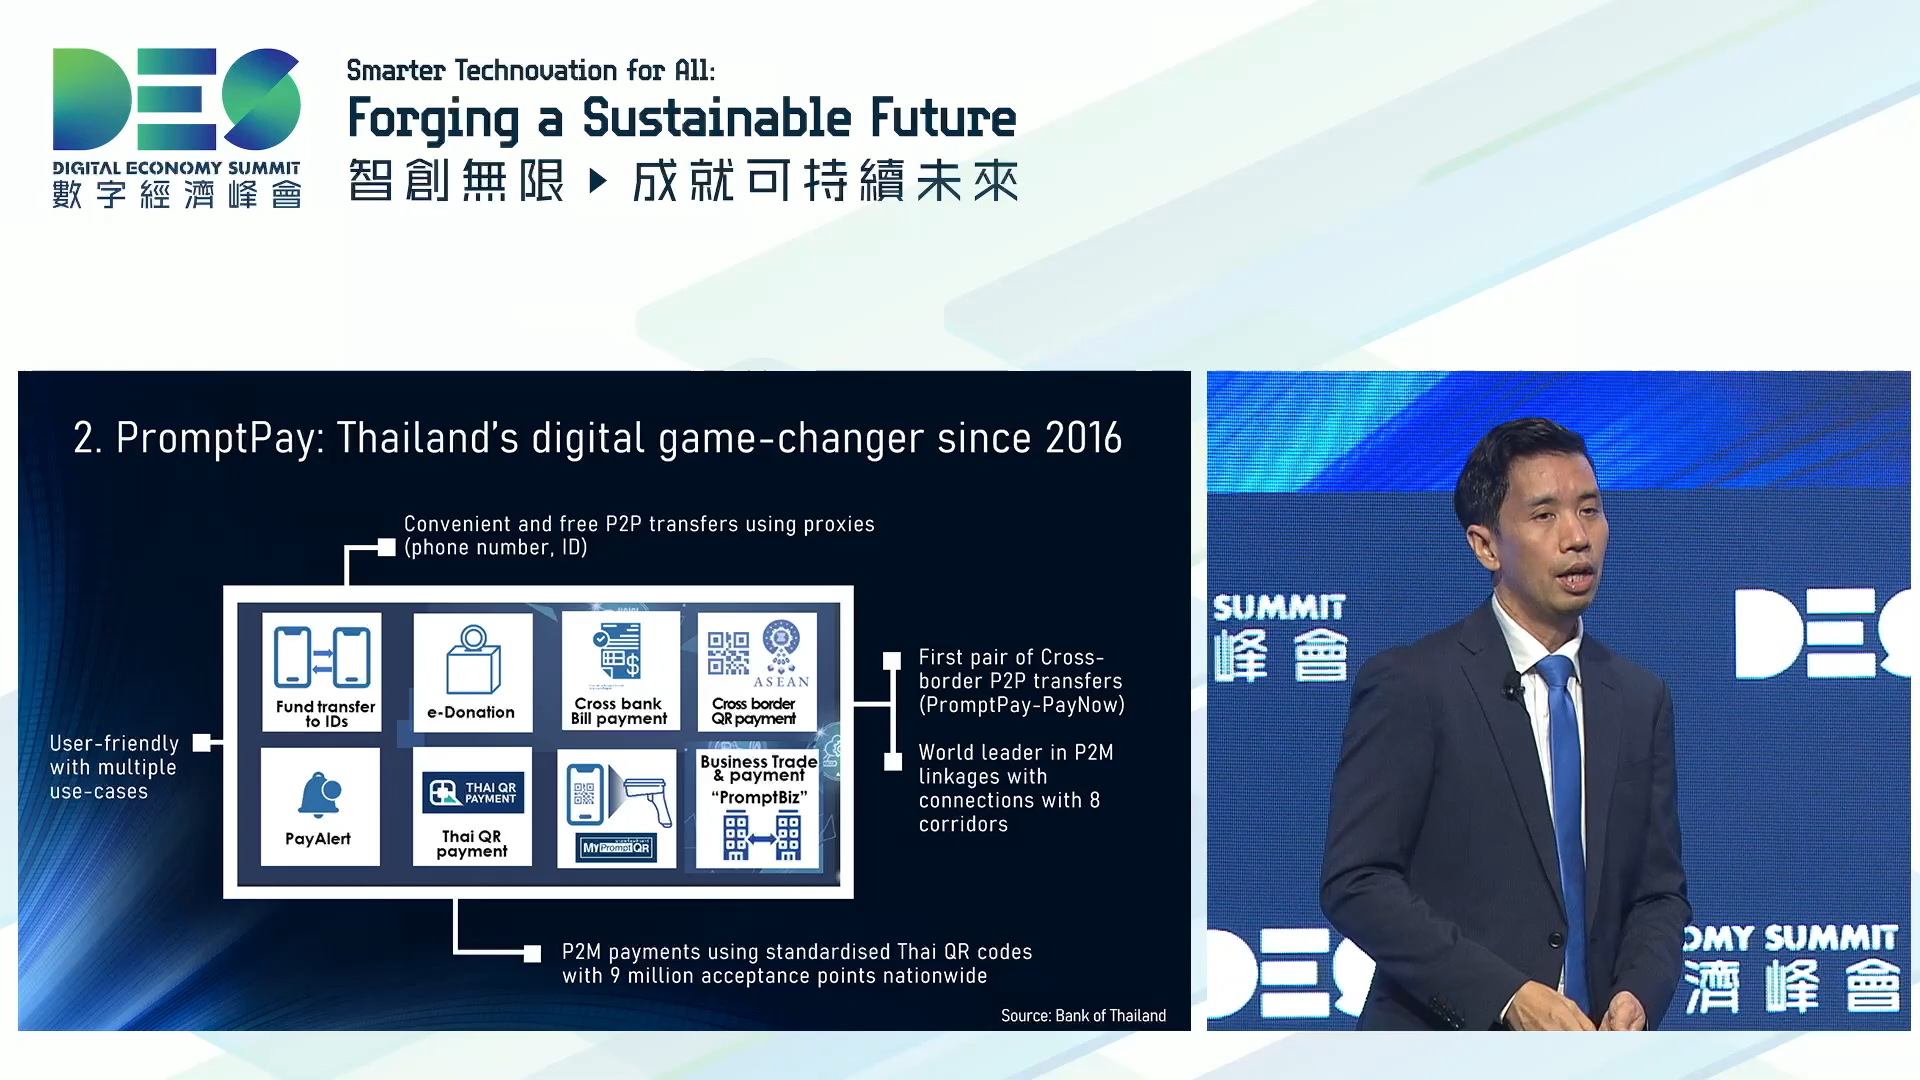 DES
DIGITAL ECONOMY SUMMIT
數字經濟峰會
Smarter Technovation for All:
Forging a Sustainable Future
智創無限 ▸ 成就可持續未來
2. PromptPay: Thailand’s digital game-changer since 2016
Convenient and free P2P transfers using proxies
(phone number, ID)
User-friendly
with multiple
use-cases
Fund transfer
to IDs
e-Donation
$
Cross bank
Bill payment
ASEAN
Cross border
QR payment
PayAlert
THAI QR
PAYMENT
Thai QR
payment
MyPromptQR
Business Trade
& payment
“PromptBiz”
First pair of Cross-
border P2P transfers
(PromptPay-PayNow)
World leader in P2M
linkages with
connections with 8
corridors
P2M payments using standardised Thai QR codes
with 9 million acceptance points nationwide
Source: Bank of Thailand
SUMMIT
峰會
DES
DES
OMY SUMMIT
濟峰會